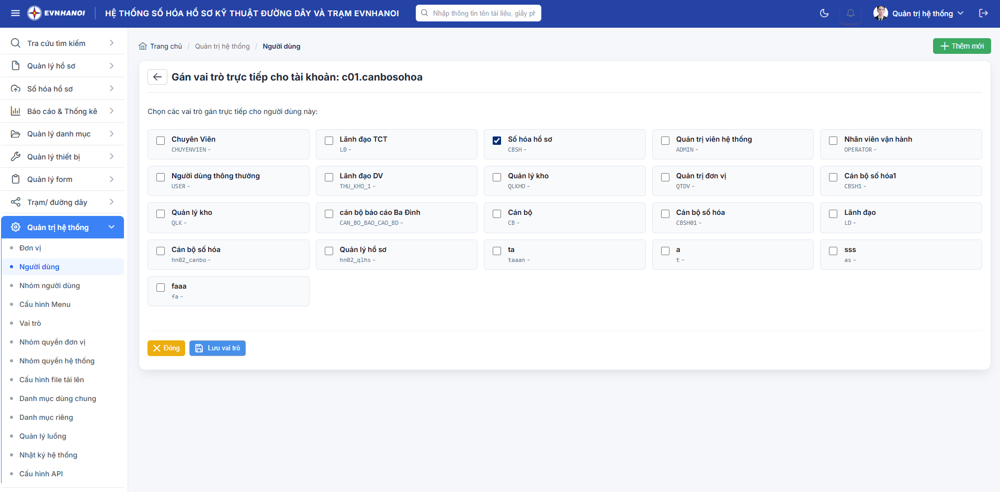 EVNHANOI
HỆ THỐNG SỐ HÓA HỒ SƠ KỸ THUẬT ĐƯỜNG DÂY VÀ TRẠM EVNHANOI
Nhập thông tin tên tài liệu, giấy ph
Quản trị hệ thống
Tra cứu tìm kiếm
Quản lý hồ sơ
Số hóa hồ sơ
Báo cáo & Thống kê
Quản lý danh mục
Quản lý thiết bị
Quản lý form
Trạm/ đường dây
Quản trị hệ thống
Đơn vị
Người dùng
Nhóm người dùng
Cấu hình Menu
Vai trò
Nhóm quyền đơn vị
Nhóm quyền hệ thống
Cấu hình file tải lên
Danh mục dùng chung
Danh mục riêng
Quản lý luồng
Nhật ký hệ thống
Cấu hình API
Trang chủ / Quản trị hệ thống / Người dùng
Thêm mới
Gán vai trò trực tiếp cho tài khoản: c01.canbosohoa
Chọn các vai trò gán trực tiếp cho người dùng này:
Chuyên Viên
CHUYENVIEN -
Lãnh đạo TCT
LĐ -
Số hóa hồ sơ
CBSH -
Quản trị viên hệ thống
ADMIN -
Nhân viên vận hành
OPERATOR -
Người dùng thông thường
USER -
Lãnh đạo DV
THU_KHO_1 -
Quản lý kho
QLKHO -
Quản trị đơn vị
QTDV -
Cán bộ số hóa1
CBSH1 -
Quản lý kho
QLK -
cán bộ báo cáo Ba Đình
CAN_BO_BAO_CAO_BD -
Cán bộ
CB -
Cán bộ số hóa
CBSH01 -
Lãnh đạo
LD -
Cán bộ số hóa
hn02_canbo -
Quản lý hồ sơ
hn02_qlhs -
ta
taaan -
a
t -
sss
as -
faaa
fa -
Đóng
Lưu vai trò